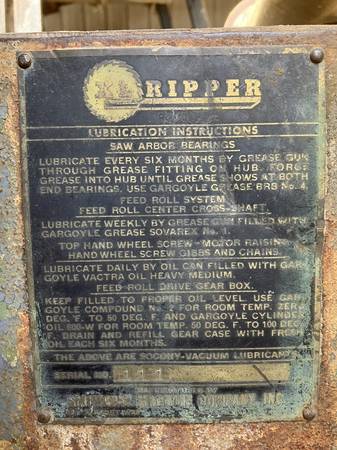 RIPPER
LUBRICATION INSTRUCTIONS
SAW ARBOR BEARINGS
LUBRICATE EVERY SIX MONTHS BY GREASE GUN
THROUGH GREASE FITTING ON HUB. FORCE
GREASE INTO HUB UNTIL GREASE SHOWS AT BOTH
END BEARINGS. USE GARGOYLE GREASE BRB No. 4.
FEED ROLL SYSTEM
FEED ROLL CENTER CROSS-SHAFT.
LUBRICATE WEEKLY BY GREASE GUN FILLED WITH
GARGOYLE GREASE SOVAREX No. 1.
TOP HAND WHEEL SCREW-MOTOR RAISING
HAND WHEEL SCREW GIBBS AND CHAINS.
LUBRICATE DAILY BY OIL CAN FILLED WITH GAR-
GOYLE VACTRA OIL HEAVY MEDIUM.
FEED ROLL DRIVE GEAR BOX.
KEEP FILLED TO PROPER OIL LEVEL. USE GAR-
GOYLE COMPOUND No. 2 FOR ROOM TEMP. ZERO
DEG. F. TO 50 DEG. F. AND GARGOYLE CYLINDER
OIL 600-W FOR ROOM TEMP. 50 DEG. F. TO 100 DEG.
F. DRAIN AND REFILL GEAR CASE WITH FRESH
OIL EACH SIX MONTHS.
THE ABOVE ARE SOCONY-VACUUM LUBRICANTS
SERIAL NO. 111
COMPANY, INC.